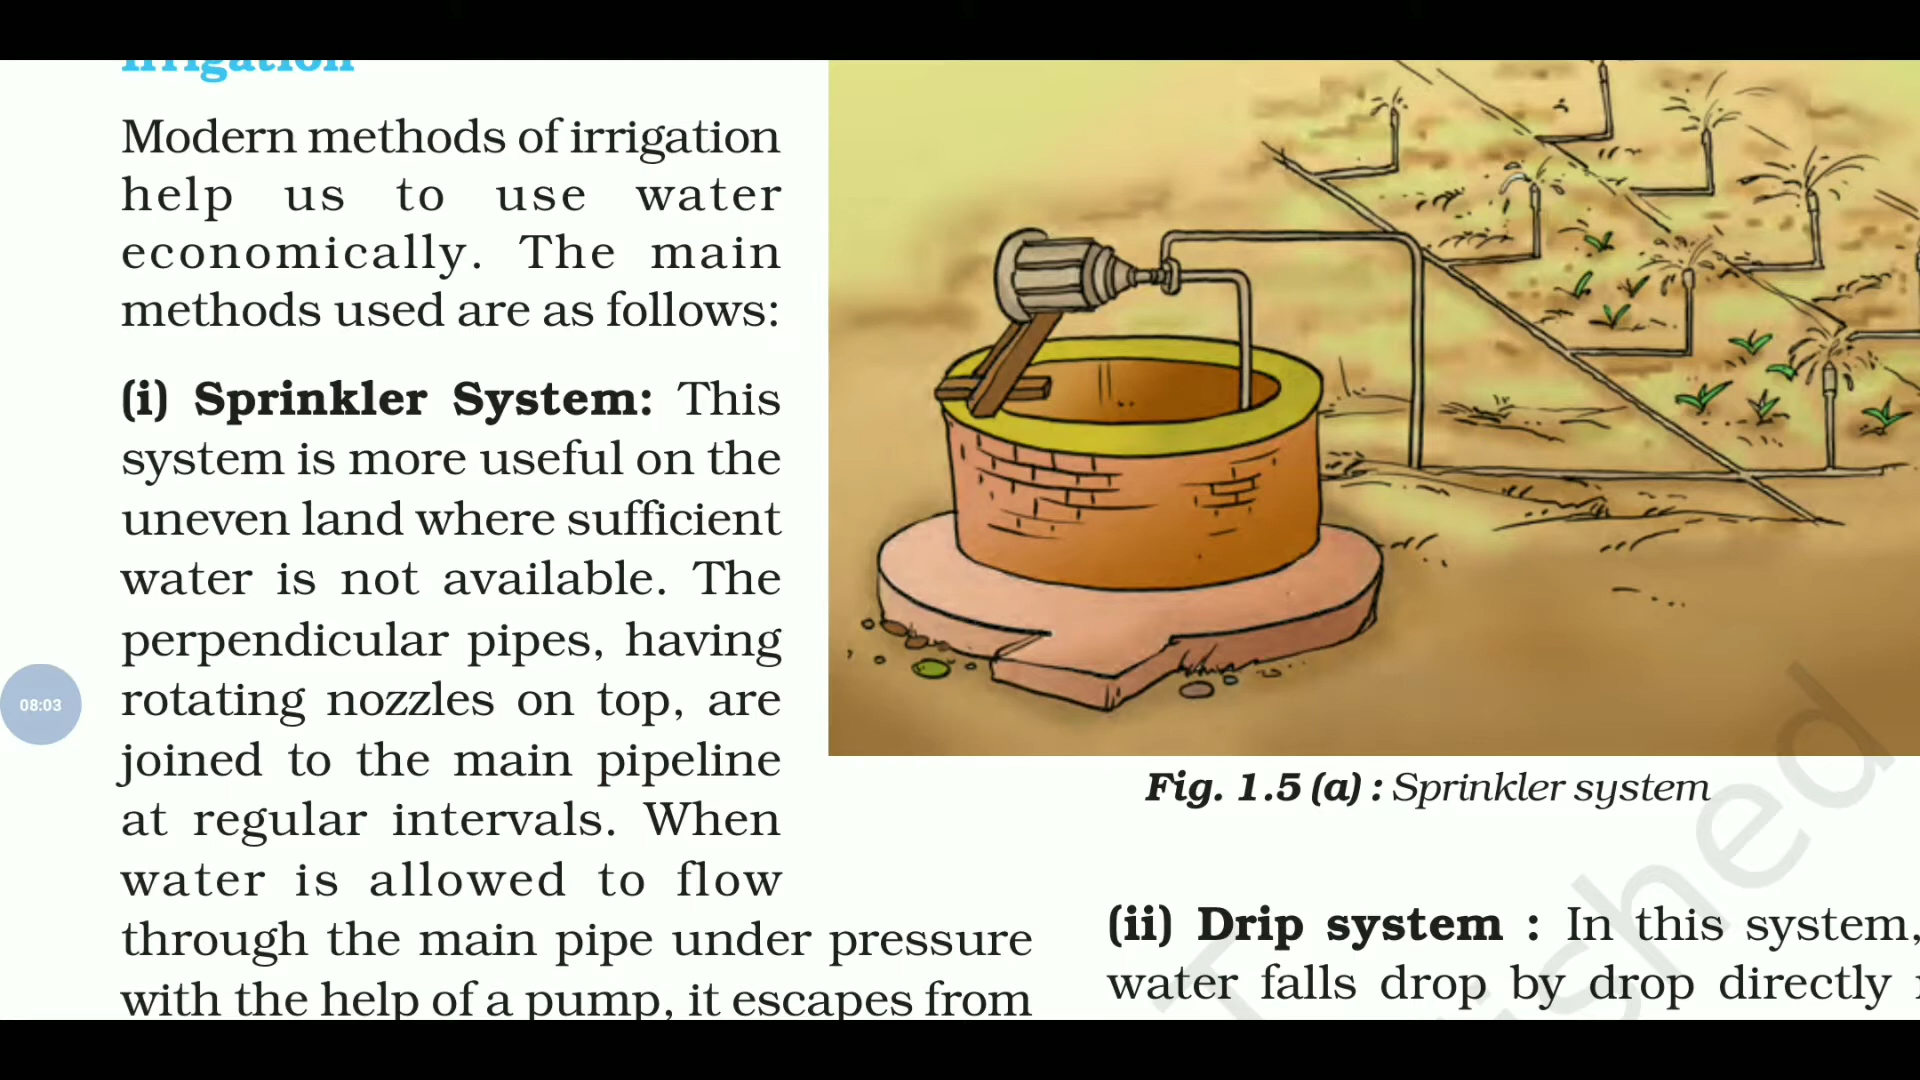 Irrigation
Modern methods of irrigation
help us to use water
economically. The main
methods used are as follows:
(i) Sprinkler System: This
system is more useful on the
uneven land where sufficient
water is not available. The
perpendicular pipes, having
rotating nozzles on top, are
joined to the main pipeline
at regular intervals. When
water is allowed to flow
through the main pipe under pressure
with the help of a pump, it escapes from
08:03
Fig. 1.5 (a) : Sprinkler system
(ii) Drip system : In this system,
water falls drop by drop directly